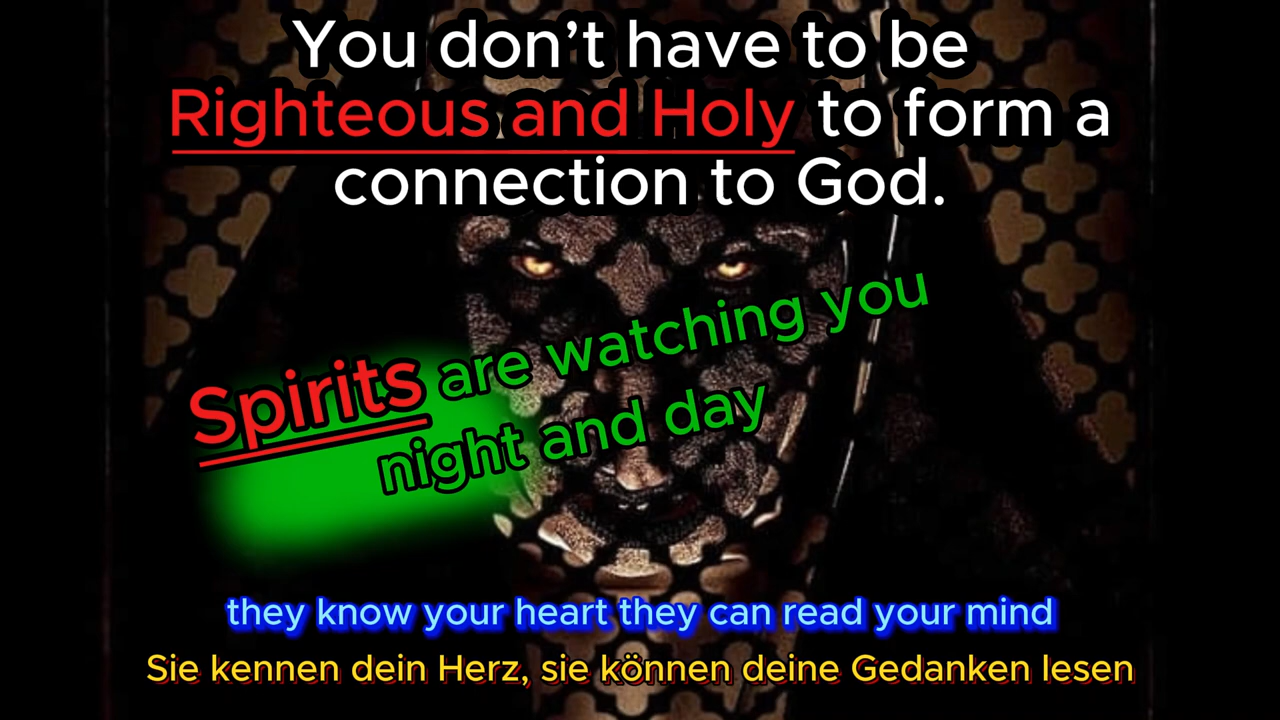 You don’t have to be
Righteous and Holy to form a
connection to God.
Spirits are watching you
night and day
they know your heart they can read your mind
Sie kennen dein Herz, sie können deine Gedanken lesen